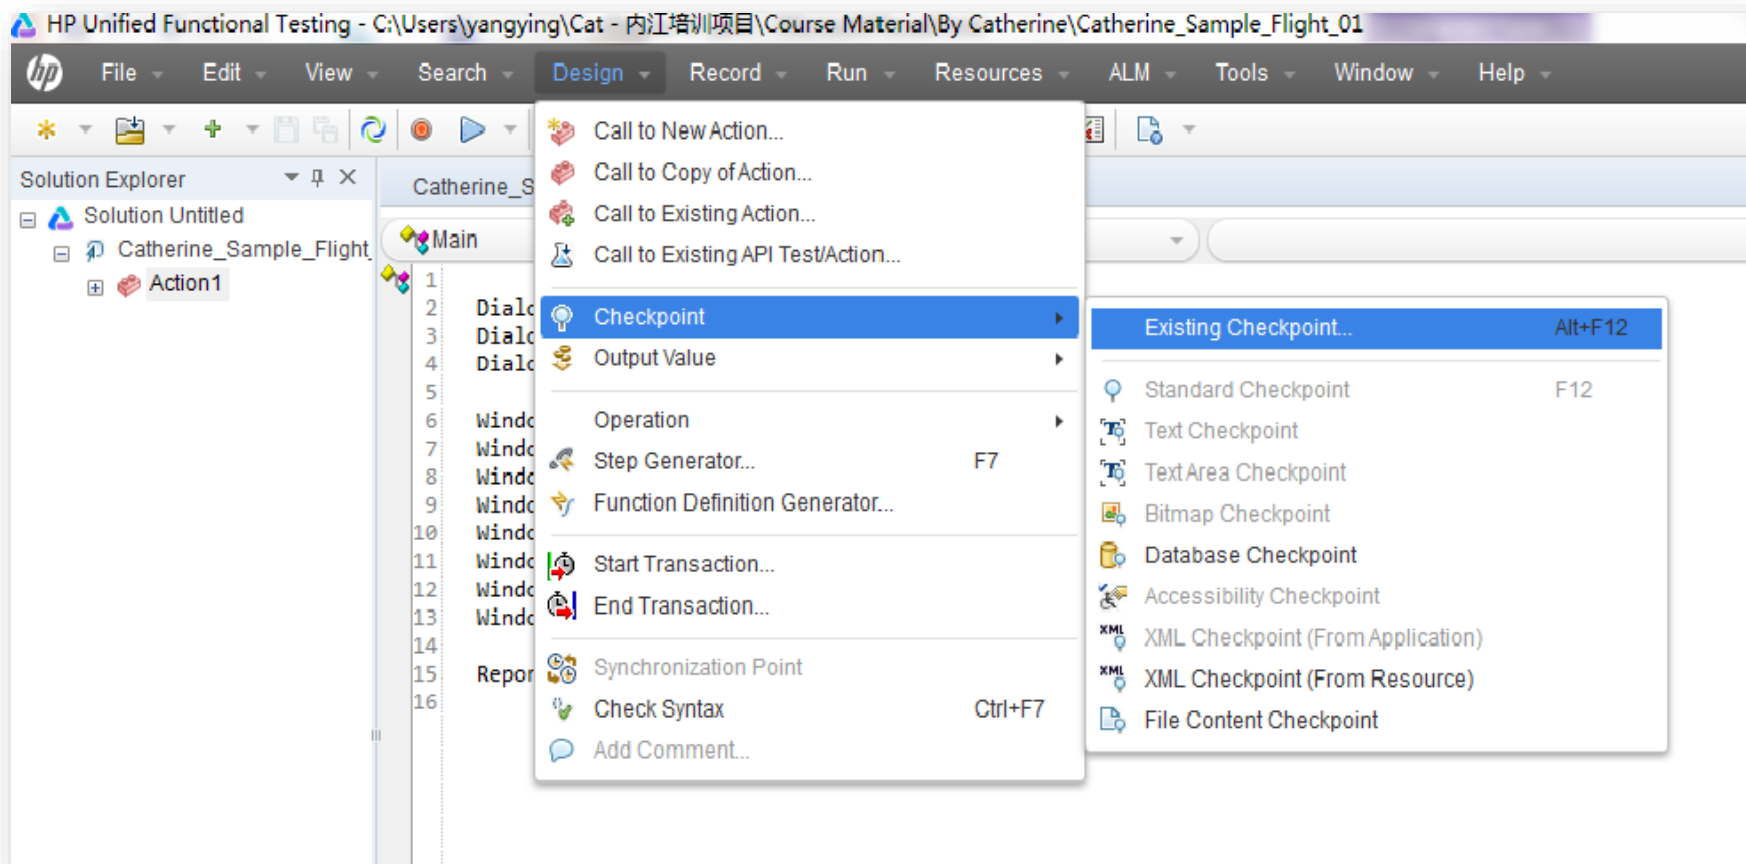 HP Unified Functional Testing - C:\Users\yangying\Cat - 内江培训项目\Course Material\By Catherine\Catherine_Sample_Flight_01
hp File Edit View Search Design Record Run Resources ALM Tools Window Help
Solution Explorer
Solution Untitled
Catherine_Sample_Flight_
Action1
Catherine_S
Main
1
2 Dialo
3 Dialo
4 Dialo
5
6 Windo
7 Windo
8 Windo
9 Windo
10 Windo
11 Windo
12 Windo
13 Windo
14
15 Repor
16
Call to New Action...
Call to Copy of Action...
Call to Existing Action...
Call to Existing API Test/Action...
Checkpoint
Output Value
Operation
Step Generator... F7
Function Definition Generator...
Start Transaction...
End Transaction...
Synchronization Point
Check Syntax Ctrl+F7
Add Comment...
Existing Checkpoint... Alt+F12
Standard Checkpoint F12
Text Checkpoint
Text Area Checkpoint
Bitmap Checkpoint
Database Checkpoint
Accessibility Checkpoint
XML Checkpoint (From Application)
XML Checkpoint (From Resource)
File Content Checkpoint